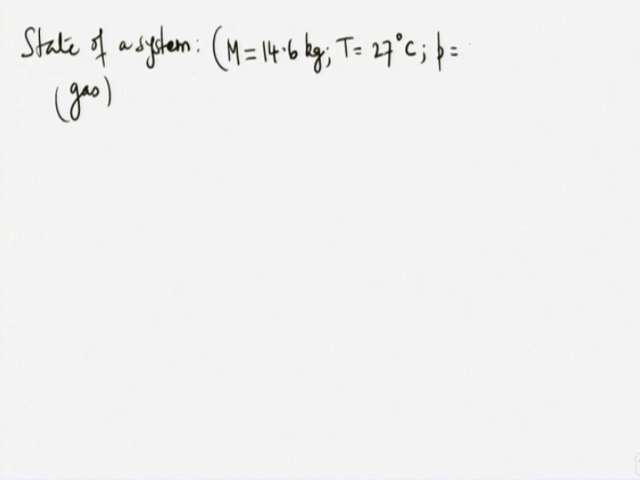 State of a system: (M = 14.6 kg; T = 27°C; p =
(gas)